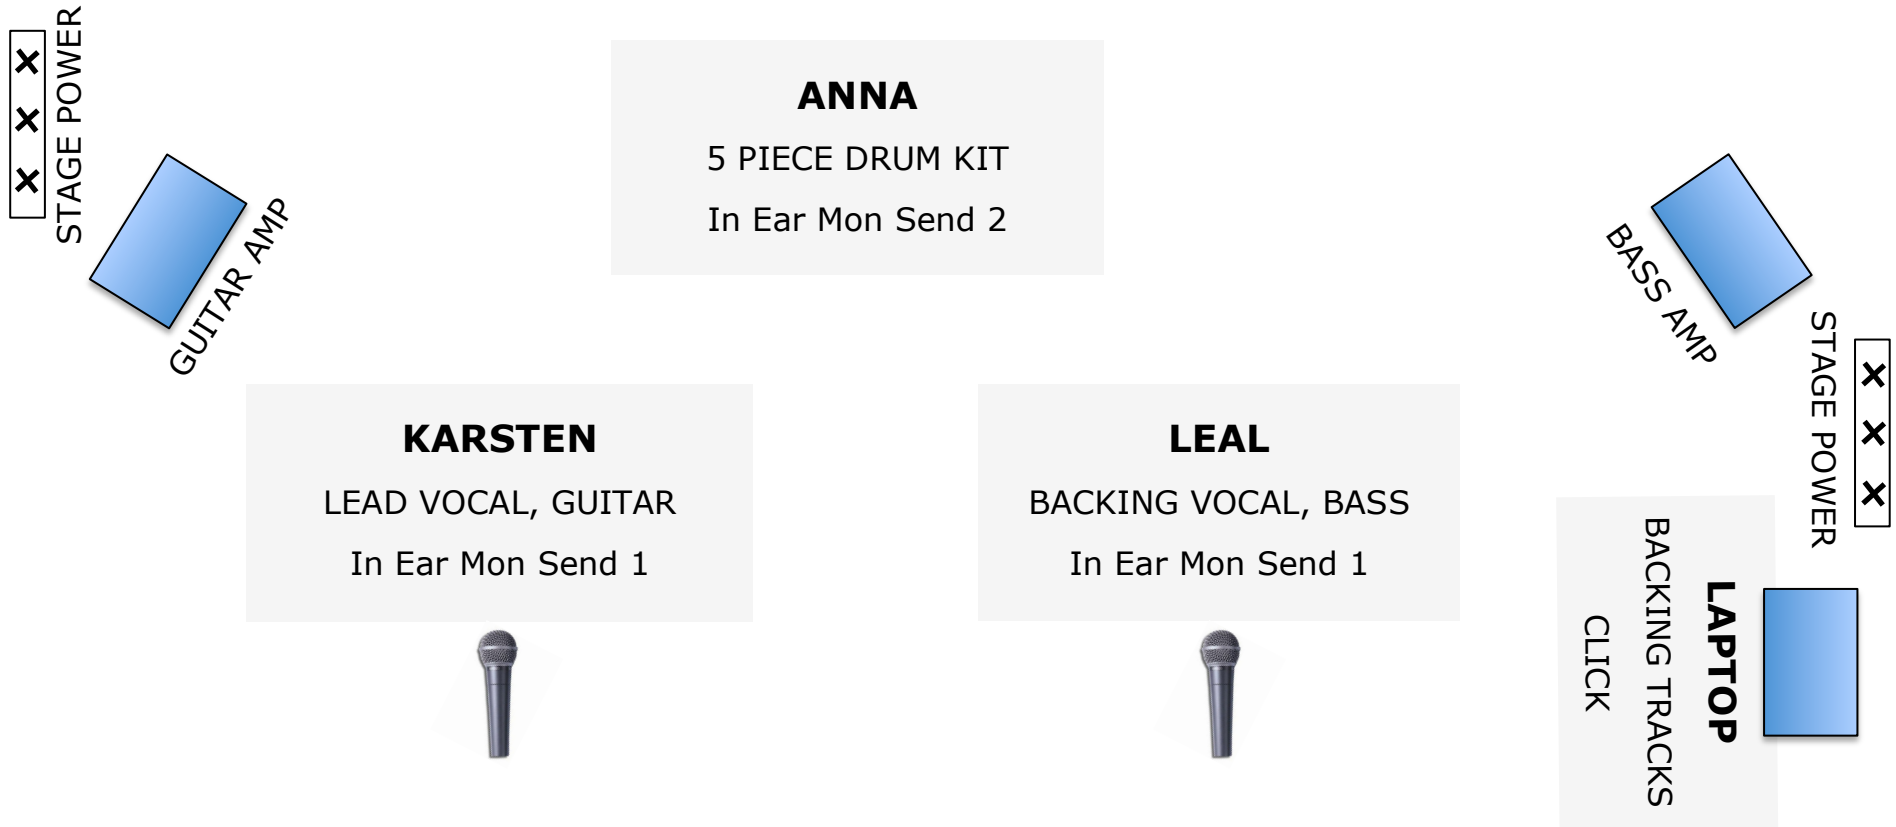 STAGE POWER
ANNA
5 PIECE DRUM KIT
In Ear Mon Send 2
GUITAR AMP
BASS AMP
STAGE POWER
KARSTEN
LEAD VOCAL, GUITAR
In Ear Mon Send 1
LEAL
BACKING VOCAL, BASS
In Ear Mon Send 1
LAPTOP
BACKING TRACKS
CLICK